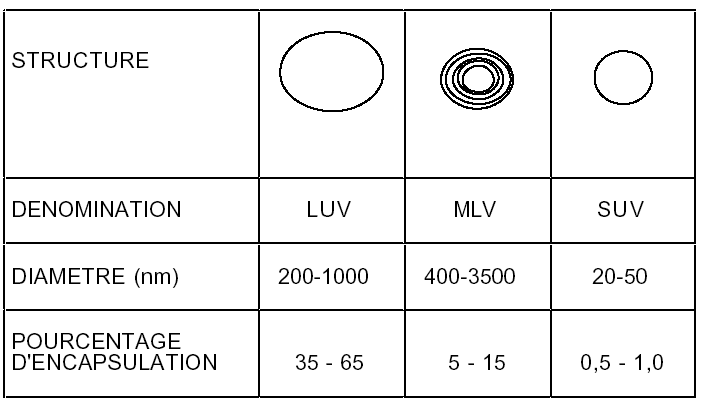 STRUCTURE
DENOMINATION LUV MLV SUV
DIAMETRE (nm) 200-1000 400-3500 20-50
POURCENTAGE
D'ENCAPSULATION 35 - 65 5 - 15 0,5 - 1,0